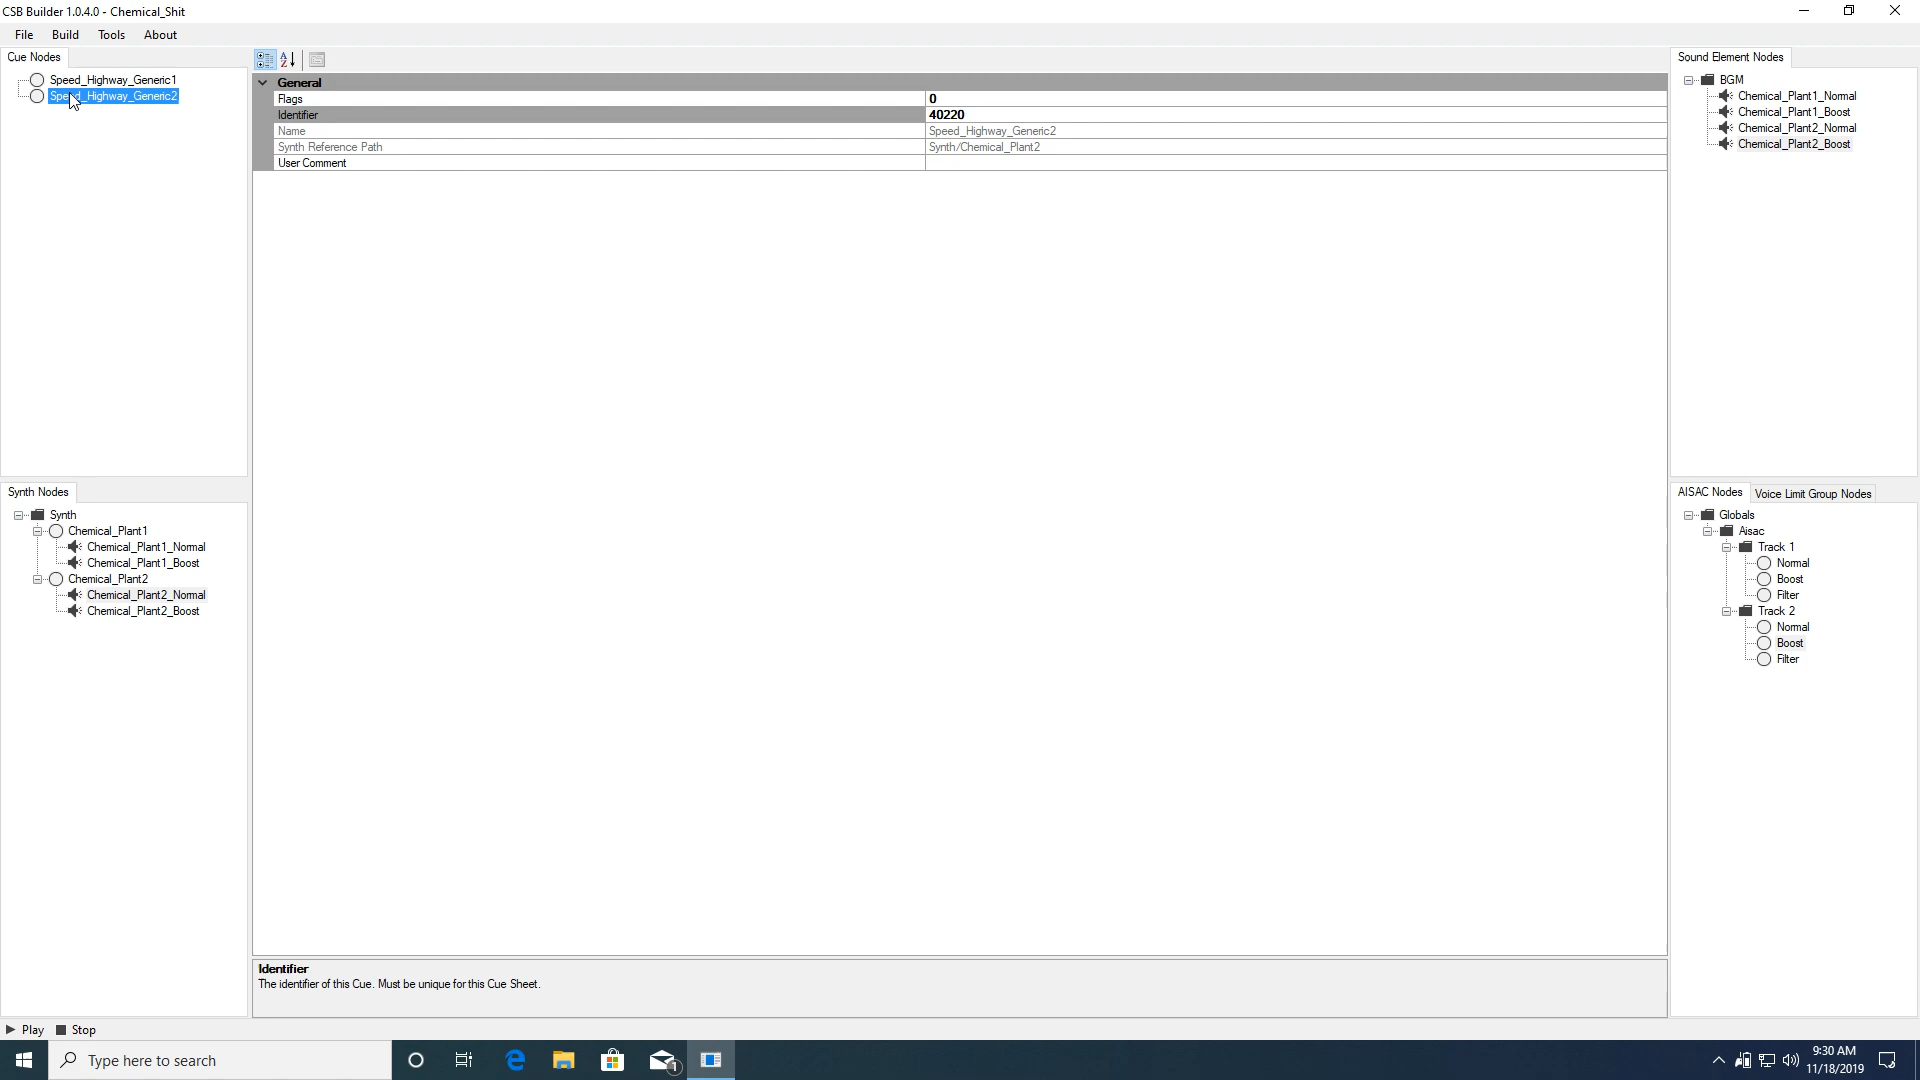 CSB Builder 1.0.4.0 - Chemical_Shit
File Build Tools About
Cue Nodes
Speed_Highway_Generic1
Speed_Highway_Generic2
General
Flags 0
Identifier 40220
Name Speed_Highway_Generic2
Synth Reference Path Synth/Chemical_Plant2
User Comment
Identifier
The identifier of this Cue. Must be unique for this Cue Sheet.
Sound Element Nodes
BGM
Chemical_Plant1_Normal
Chemical_Plant1_Boost
Chemical_Plant2_Normal
Chemical_Plant2_Boost
Synth Nodes
Synth
Chemical_Plant1
Chemical_Plant1_Normal
Chemical_Plant1_Boost
Chemical_Plant2
Chemical_Plant2_Normal
Chemical_Plant2_Boost
AISAC Nodes Voice Limit Group Nodes
Globals
Aisac
Track 1
Normal
Boost
Filter
Track 2
Normal
Boost
Filter
Play Stop
Type here to search
1
9:30 AM
11/18/2019